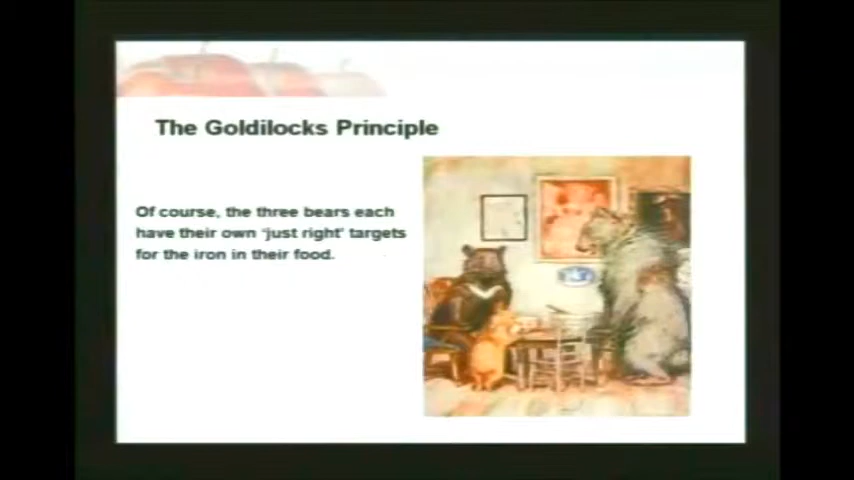 The Goldilocks Principle
Of course, the three bears each
have their own 'just right' targets
for the iron in their food.